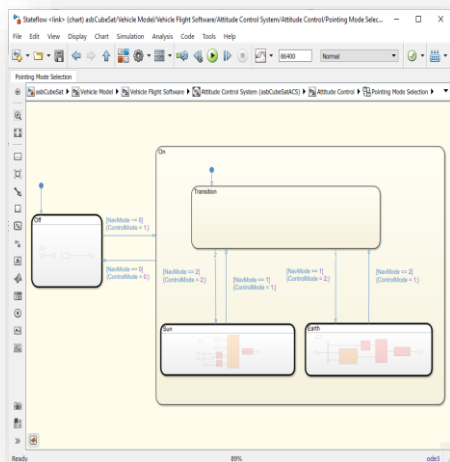 Stateflow <link> (chart) asbCubeSat/Vehicle Model/Vehicle Flight Software/Attitude Control System/Attitude Control/Pointing Mode Selec...
File Edit View Display Chart Simulation Analysis Code Tools Help
86400 Normal
Pointing Mode Selection
asbCubeSat Vehicle Model Vehicle Flight Software Attitude Control System (asbCubeSatACS) Attitude Control Pointing Mode Selection
On
Transition
Off
[NavMode ~=0]
{ControlMode = 1;}
[NavMode ==0]
{ControlMode = 0;}
2
1
[NavMode ==2]
{ControlMode = 2;}
[NavMode ==1]
{ControlMode = 1;}
[NavMode ==1]
{ControlMode = 2;}
[NavMode ==2]
{ControlMode = 1;}
Sun
Earth
Ready 89% ode3